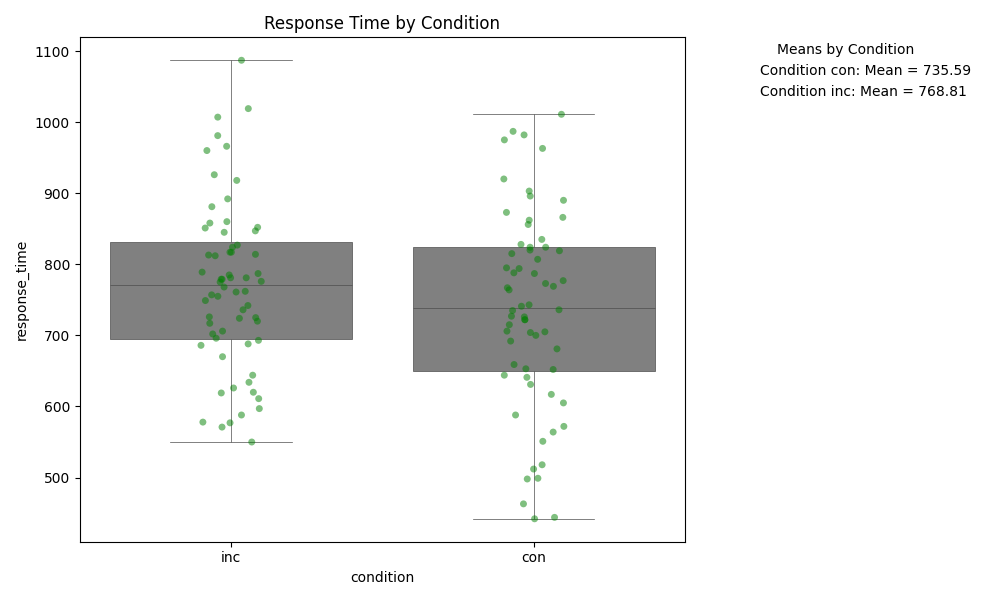 Response Time by Condition
Means by Condition
Condition con: Mean = 735.59
Condition inc: Mean = 768.81
response_time
1100
1000
900
800
700
600
500
inc
con
condition